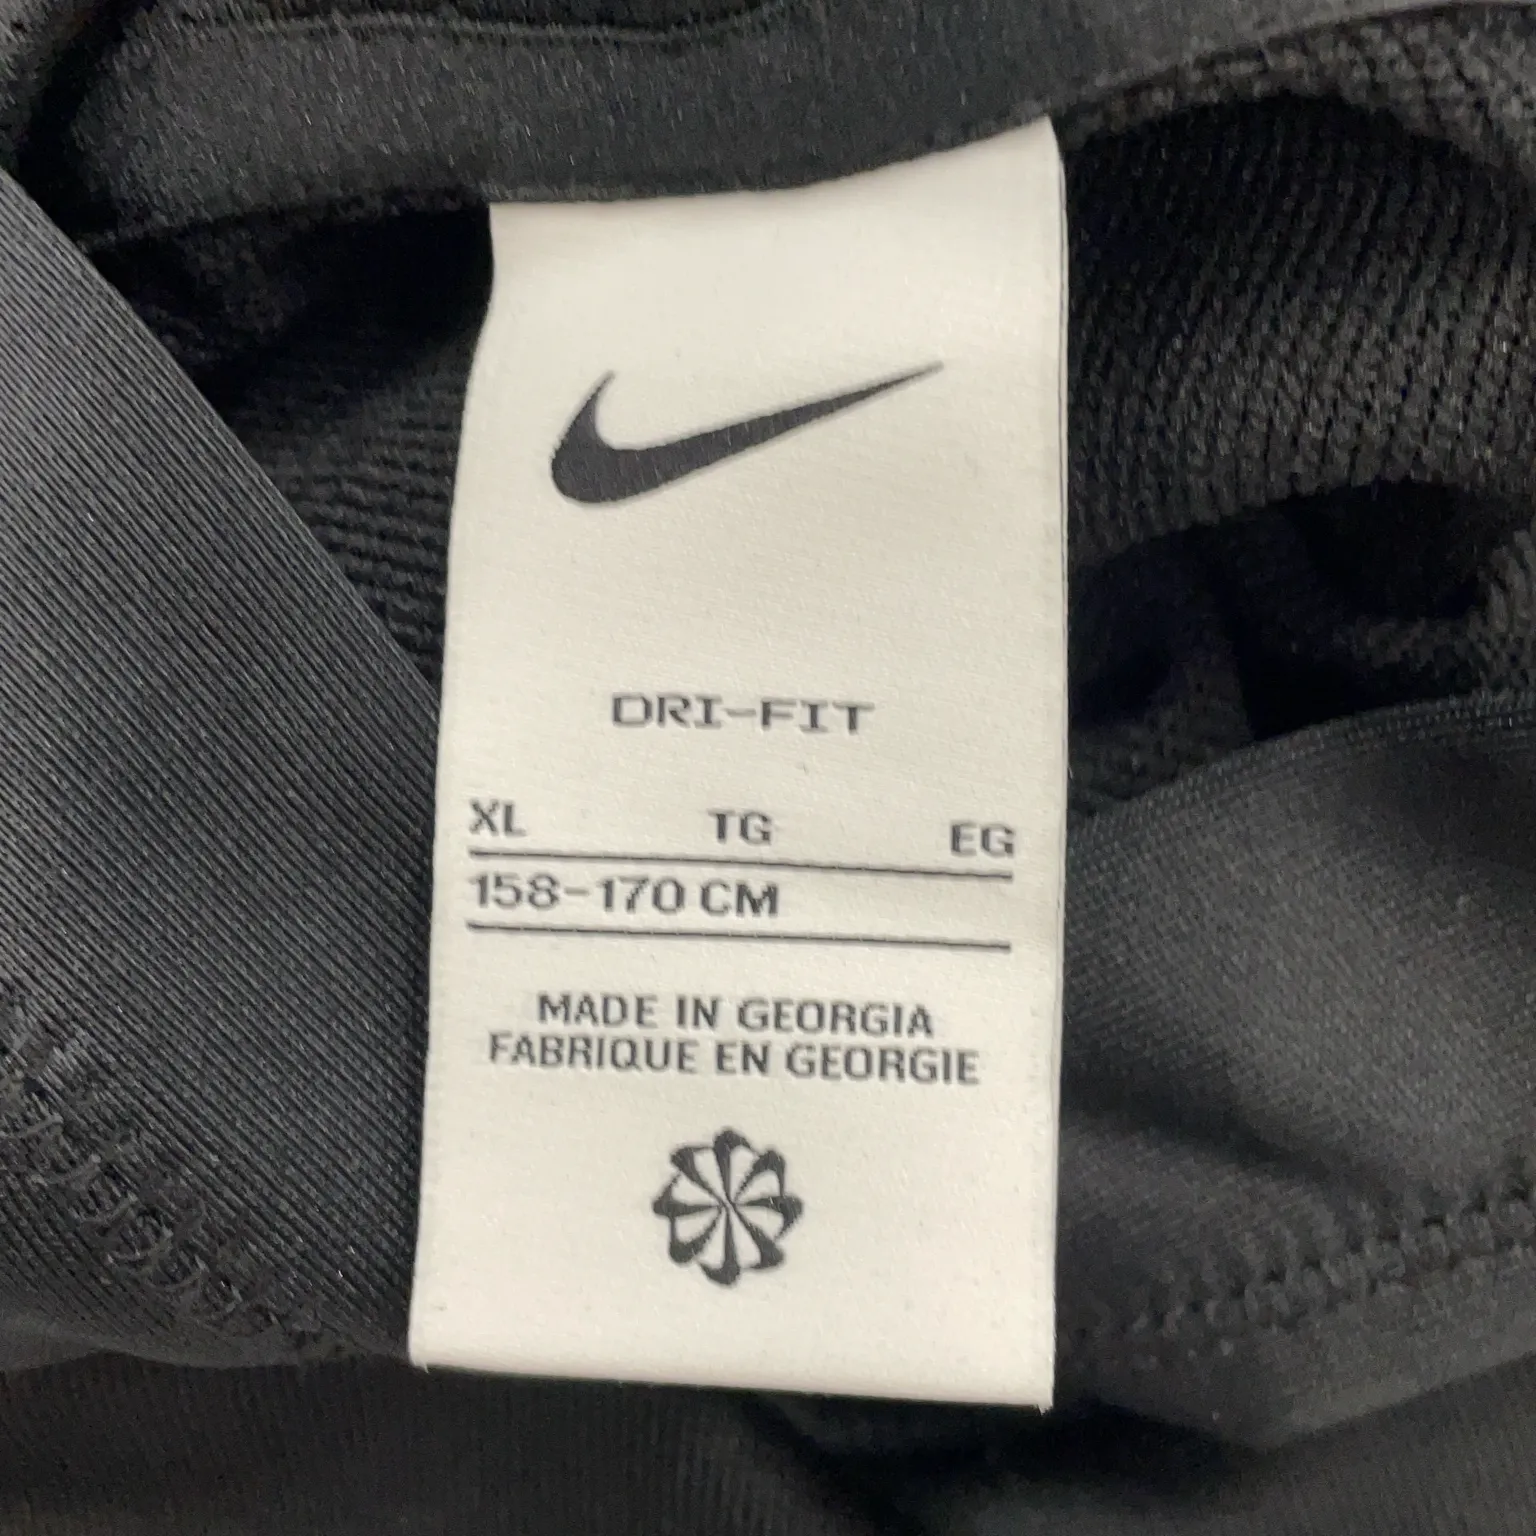 DRI-FIT
XL TG EG
158-170 CM
MADE IN GEORGIA
FABRIQUE EN GEORGIE